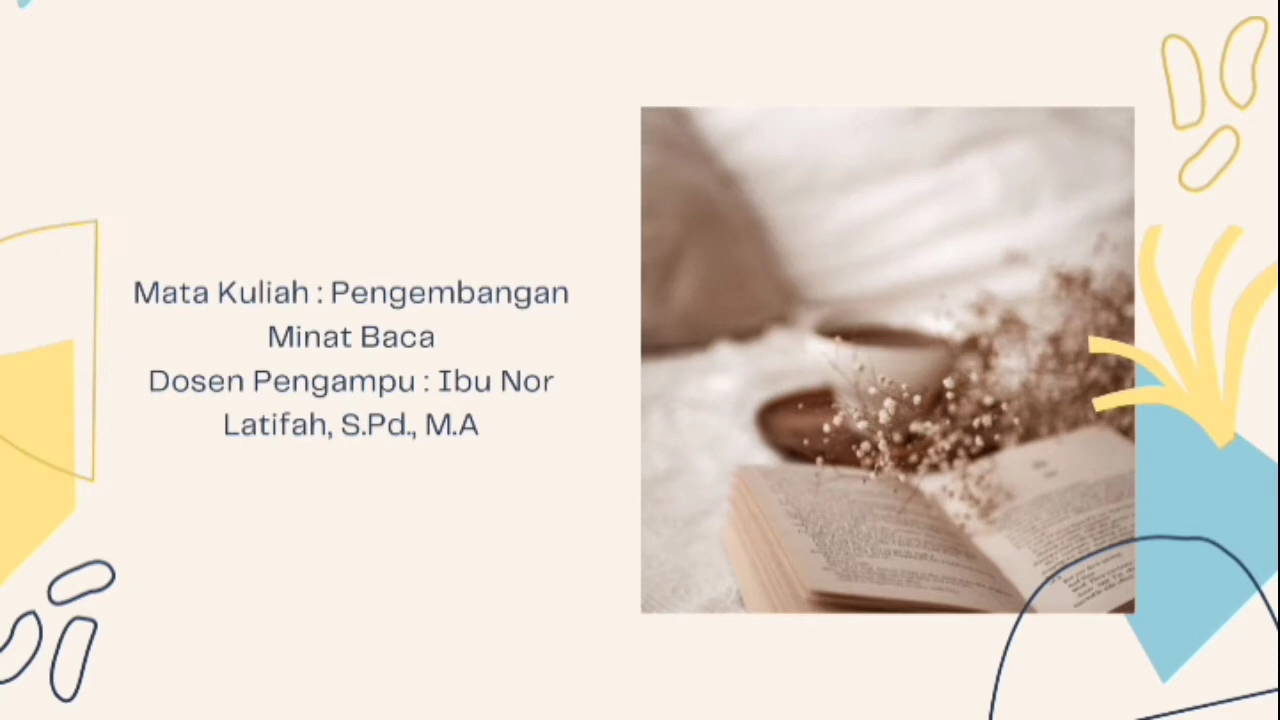 Mata Kuliah : Pengembangan
Minat Baca
Dosen Pengampu : Ibu Nor
Latifah, S.Pd., M.A